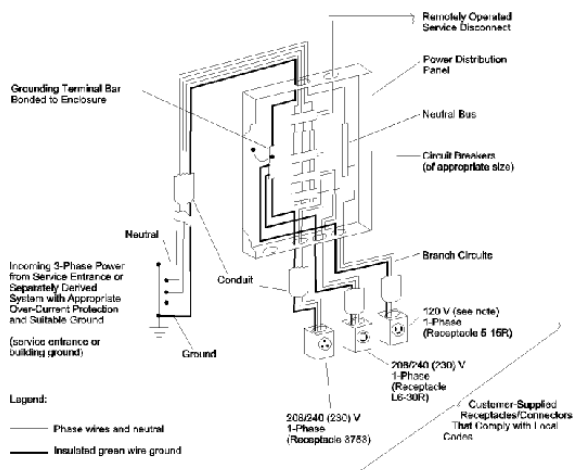 Remotely Operated
Service Disconnect
Power Distribution
Panel
Grounding Terminal Bar
Bonded to Enclosure
Neutral Bus
Circuit Breakers
(of appropriate size)
Neutral
Branch Circuits
Incoming 3-Phase Power
from Service Entrance or
Separately Derived
System with Appropriate
Over-Current Protection
and Suitable Ground
(service entrance or
building ground)
Conduit
Ground
120 V (see note)
1-Phase
(Receptacle 5-15R)
208/240 (230) V
1-Phase
(Receptacle
L6-30R)
208/240 (230) V
1-Phase
(Receptacle 3753)
Customer-Supplied
Receptacles/Connectors
That Comply with Local
Codes
Legend:
Phase wires and neutral
Insulated green wire ground